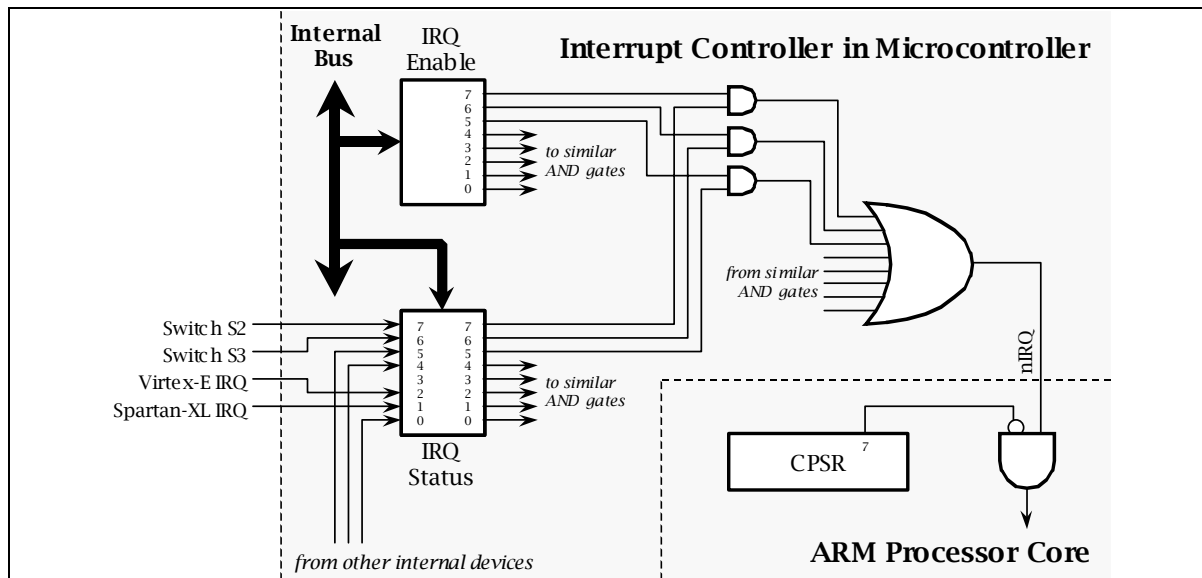 Internal
Bus
IRQ
Enable
Interrupt Controller in Microcontroller
7
6
5
4
3
2
1
0
to similar
AND gates
from similar
AND gates
Switch S2
Switch S3
Virtex-E IRQ
Spartan-XL IRQ
7
6
5
4
3
2
1
0
7
6
5
4
3
2
1
0
to similar
AND gates
IRQ
Status
nIRQ
7
CPSR
from other internal devices
ARM Processor Core